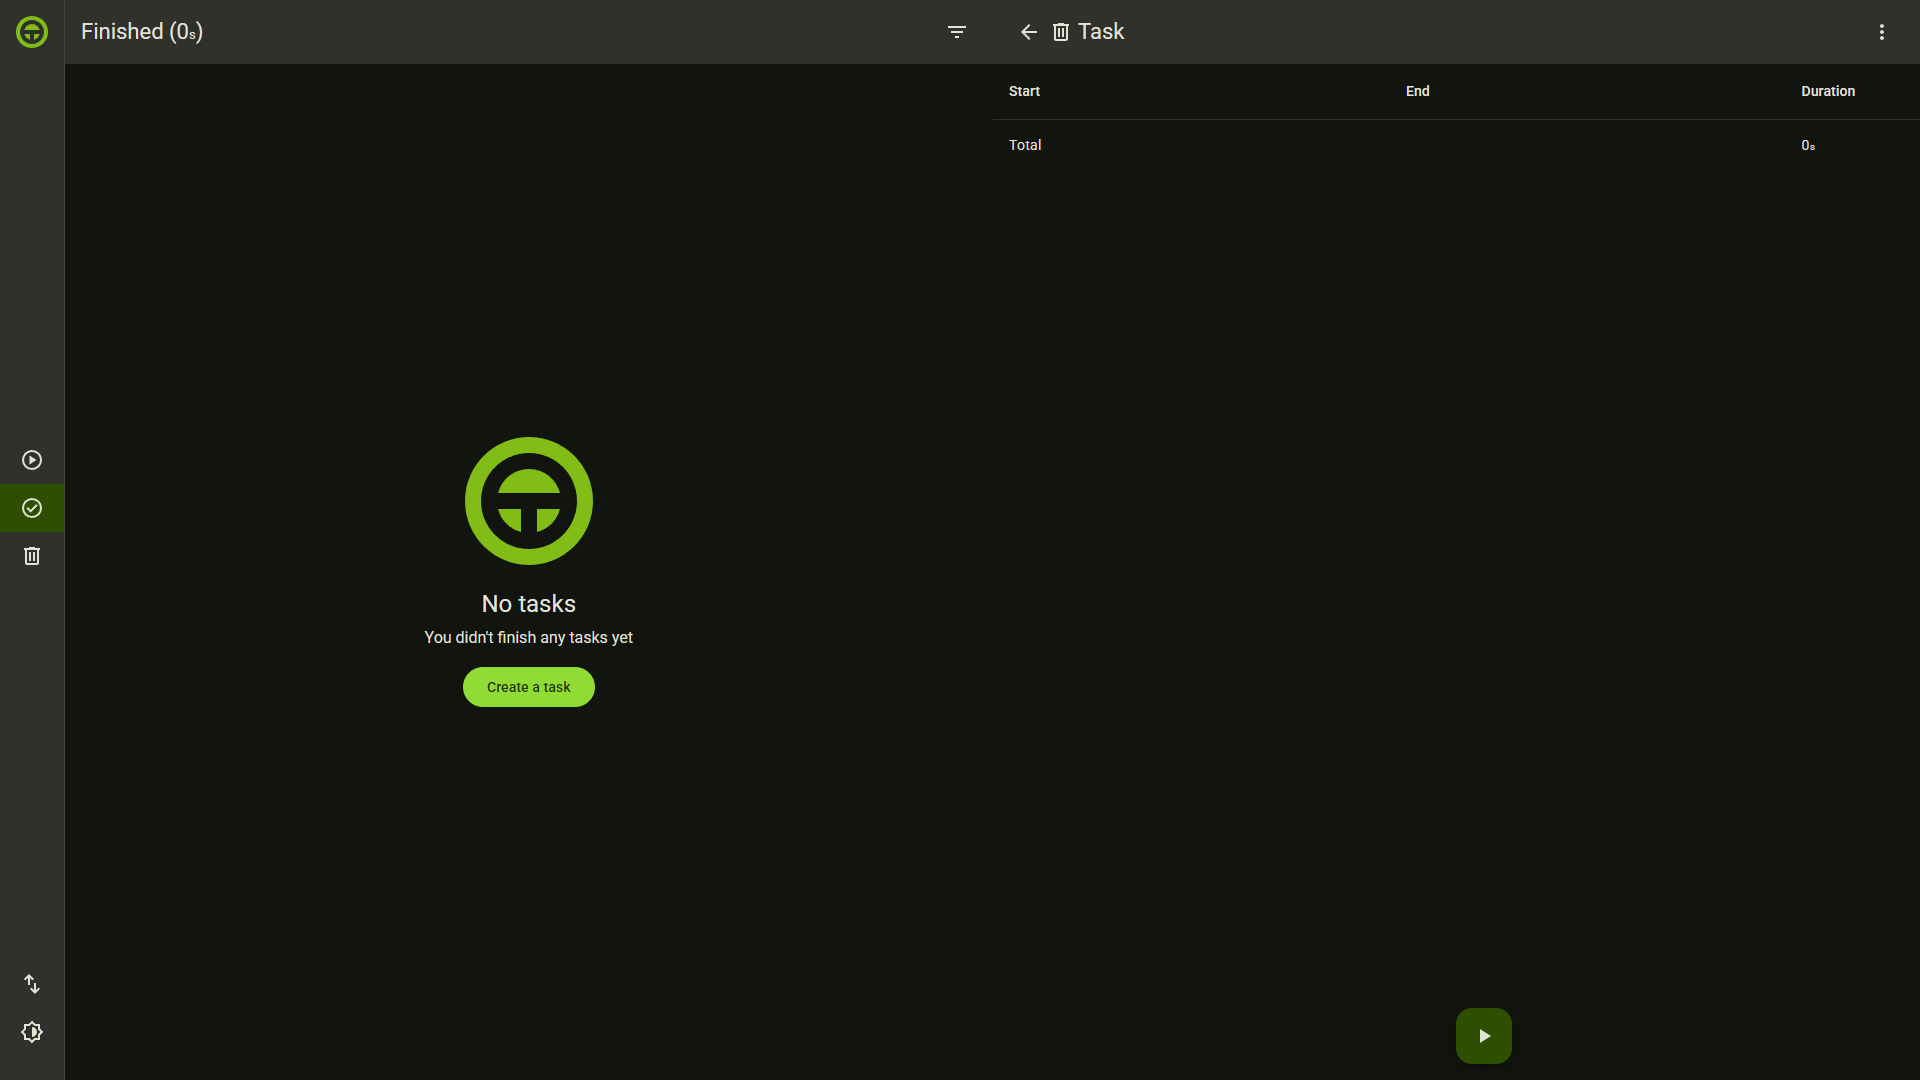 Finished (0s)
Task
Start
End
Duration
Total
0s
No tasks
You didn't finish any tasks yet
Create a task